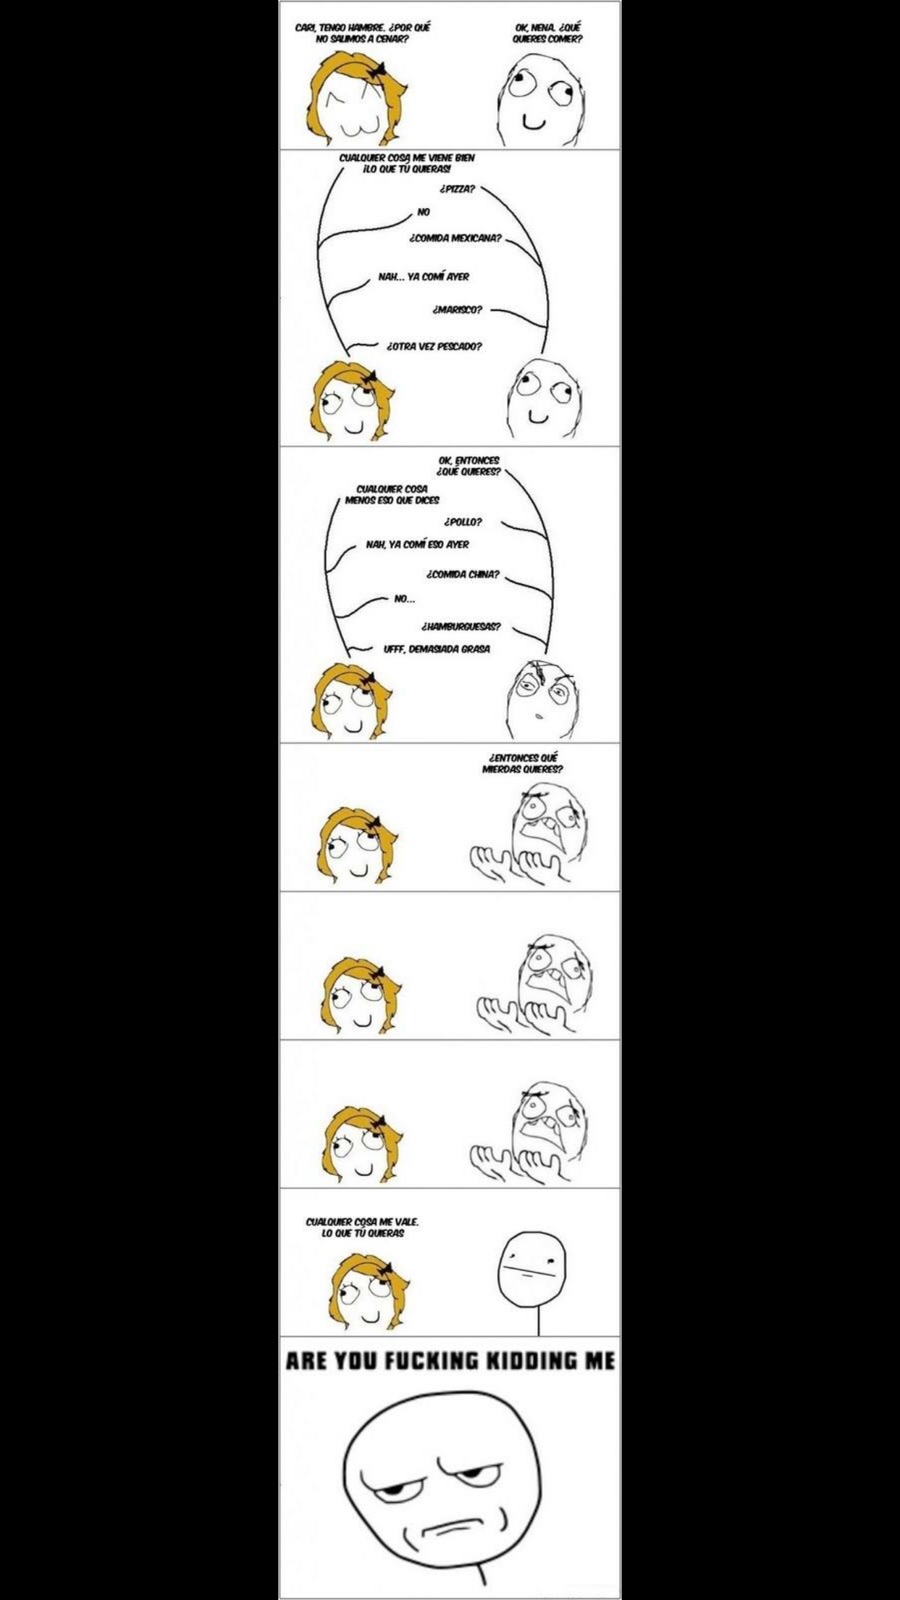 CARI, TENGO HAMBRE. ¿POR QUÉ
NO SALIMOS A CENAR?
OK, NENA. ¿QUÉ
QUIERES COMER?
CUALQUIER COSA ME VIENE BIEN
¡LO QUE TÚ QUIERAS!
¿PIZZA?
NO
¿COMIDA MEXICANA?
NAH... YA COMÍ AYER
¿MARISCO?
¿OTRA VEZ PESCADO?
OK, ENTONCES
¿QUÉ QUIERES?
CUALQUIER COSA
MENOS ESO QUE DICES
¿POLLO?
NAH, YA COMÍ ESO AYER
¿COMIDA CHINA?
NO...
¿HAMBURGUESAS?
UFFF, DEMASIADA GRASA
¿ENTONCES QUÉ
MIERDAS QUIERES?
CUALQUIER COSA ME VALE.
LO QUE TÚ QUIERAS
ARE YOU FUCKING KIDDING ME